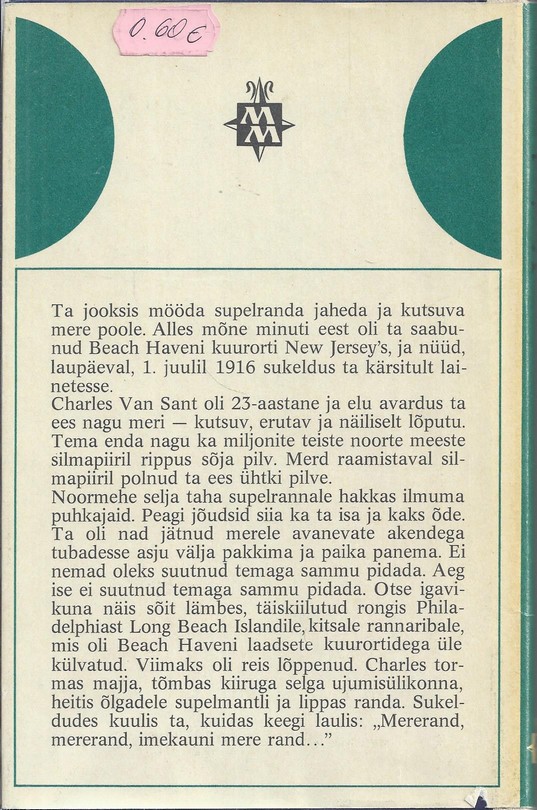 0.60€
MM
Ta jooksis mööda supelranda jaheda ja kutsuva
mere poole. Alles mõne minuti eest oli ta saabu-
nud Beach Haveni kuurorti New Jersey's, ja nüüd,
laupäeval, 1. juulil 1916 sukeldus ta kärsitult lai-
netesse.
Charles Van Sant oli 23-aastane ja elu avardus ta
ees nagu meri — kutsuv, erutav ja näiliselt lõputu.
Tema enda nagu ka miljonite teiste noorte meeste
silmapiiril rippus sõja pilv. Merd raamistaval sil-
mapiiril polnud ta ees ühtki pilve.
Noormehe selja taha supelrannale hakkas ilmuma
puhkajaid. Peagi jõudsid siia ka ta isa ja kaks õde.
Ta oli nad jätnud merele avanevate akendega
tubadesse asju välja pakkima ja paika panema. Ei
nemad oleks suutnud temaga sammu pidada. Aeg
ise ei suutnud temaga sammu pidada. Otse igavi-
kuna näis sõit lämbes, täiskiilutud rongis Phila-
delphiast Long Beach Islandile, kitsale rannaribale,
mis oli Beach Haveni laadsete kuurortidega üle
külvatud. Viimaks oli reis lõppenud. Charles tor-
mas majja, tõmbas kiiruga selga ujumisülikonna,
heitis õlgadele supelmantli ja lippas randa. Sukel-
dudes kuulis ta, kuidas keegi laulis: „Mererand,
mererand, imekauni mere rand...”